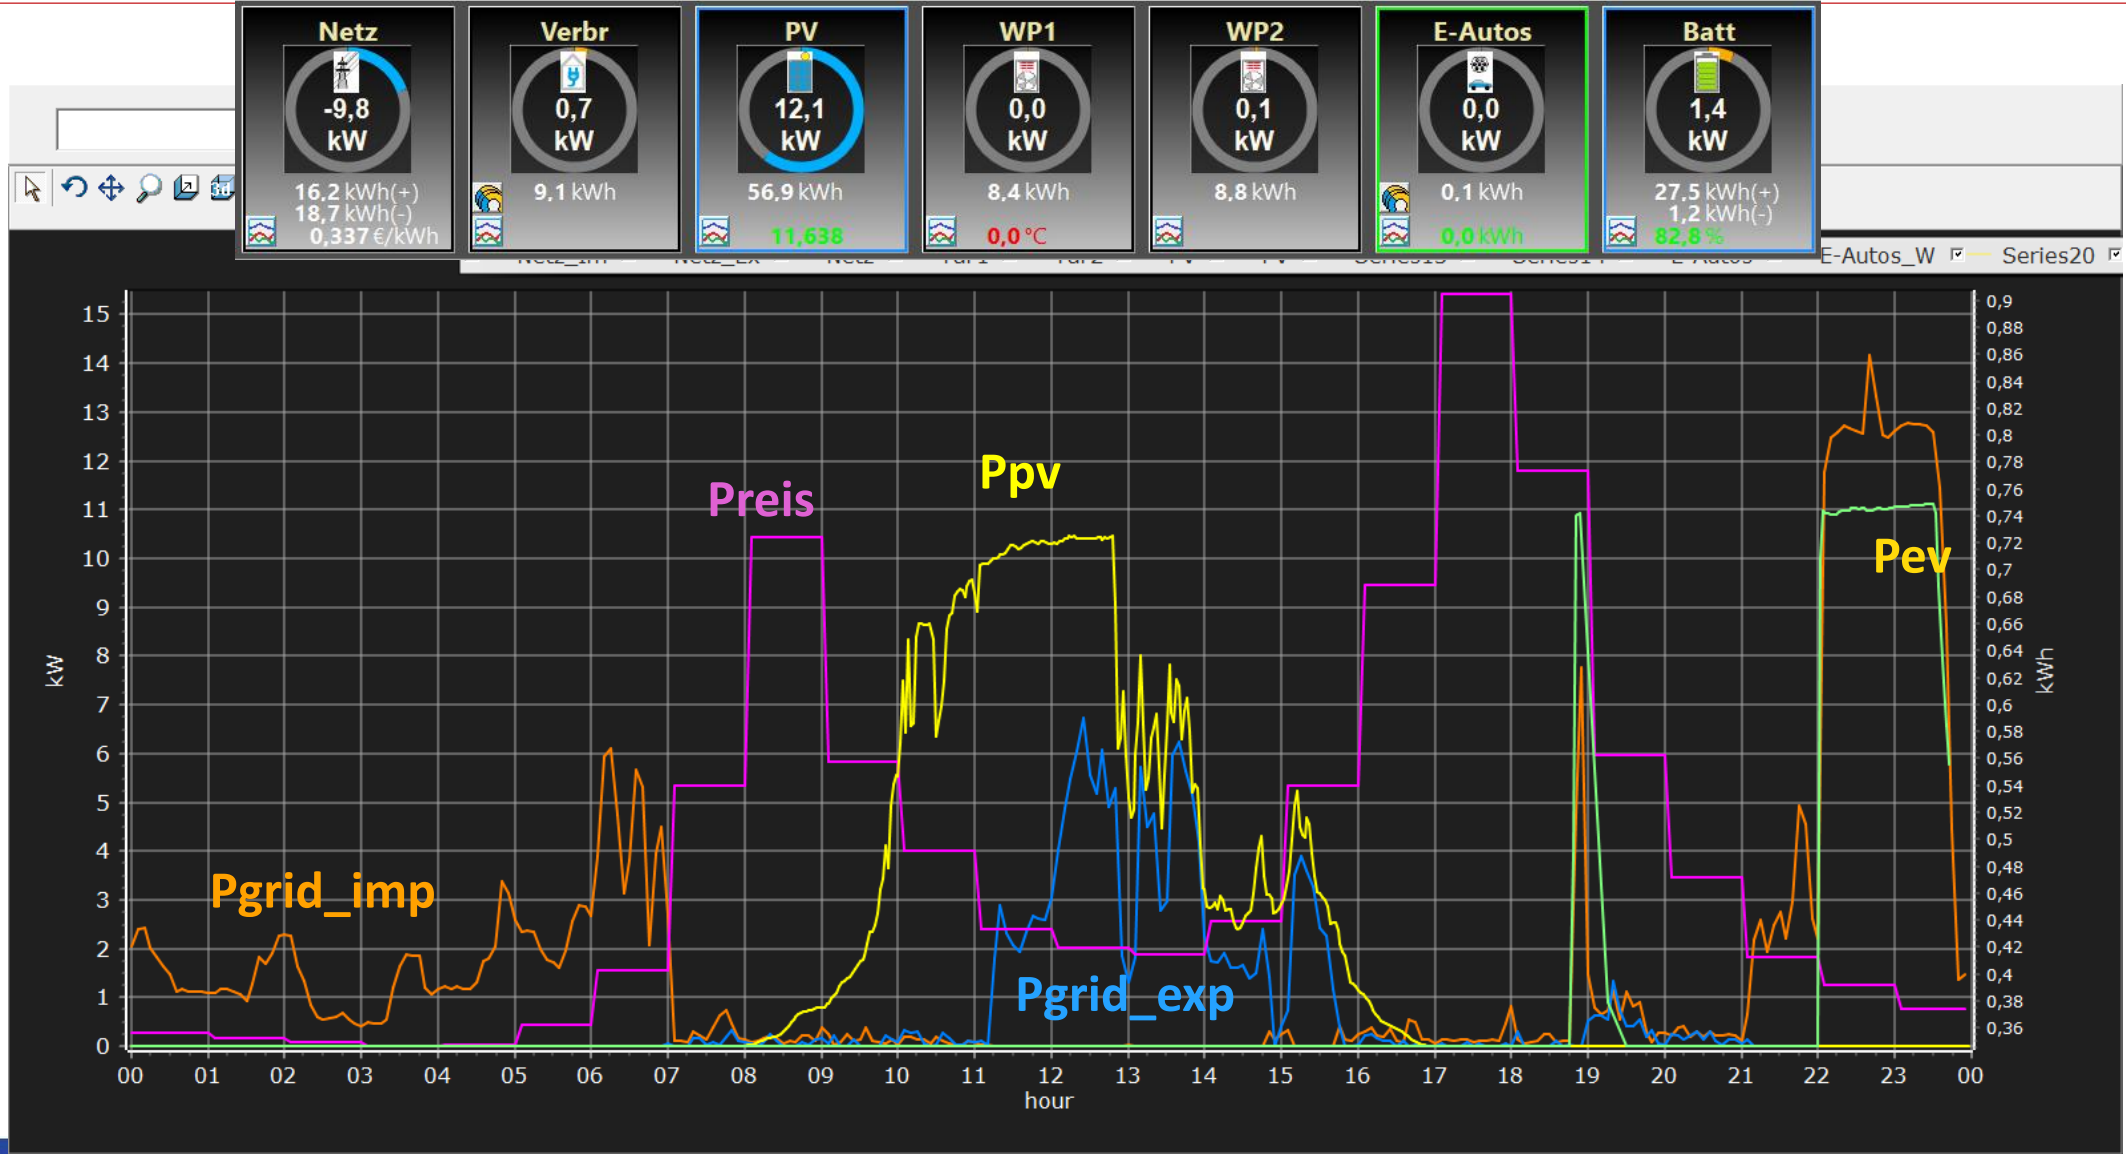 Netz
-9,8
kW
16,2 kWh(+)
18,7 kWh(-)
0,337 €/kWh
Verbr
0,7
kW
9,1 kWh
PV
12,1
kW
56,9 kWh
11,638
WP1
0,0
kW
8,4 kWh
0,0 °C
WP2
0,1
kW
8,8 kWh
E-Autos
0,0
kW
0,1 kWh
0,0 kWh
Batt
1,4
kW
27,5 kWh(+)
1,2 kWh(-)
82,8 %
3d
E-Autos_W Series20
15
14
13
12
11
10
9
8
7
6
5
4
3
2
1
0
kW
Preis
Ppv
Pev
Pgrid_imp
Pgrid_exp
0,9
0,88
0,86
0,84
0,82
0,8
0,78
0,76
0,74
0,72
0,7
0,68
0,66
0,64
0,62
0,6
0,58
0,56
0,54
0,52
0,5
0,48
0,46
0,44
0,42
0,4
0,38
0,36
kWh
00 01 02 03 04 05 06 07 08 09 10 11 12 13 14 15 16 17 18 19 20 21 22 23 00
hour